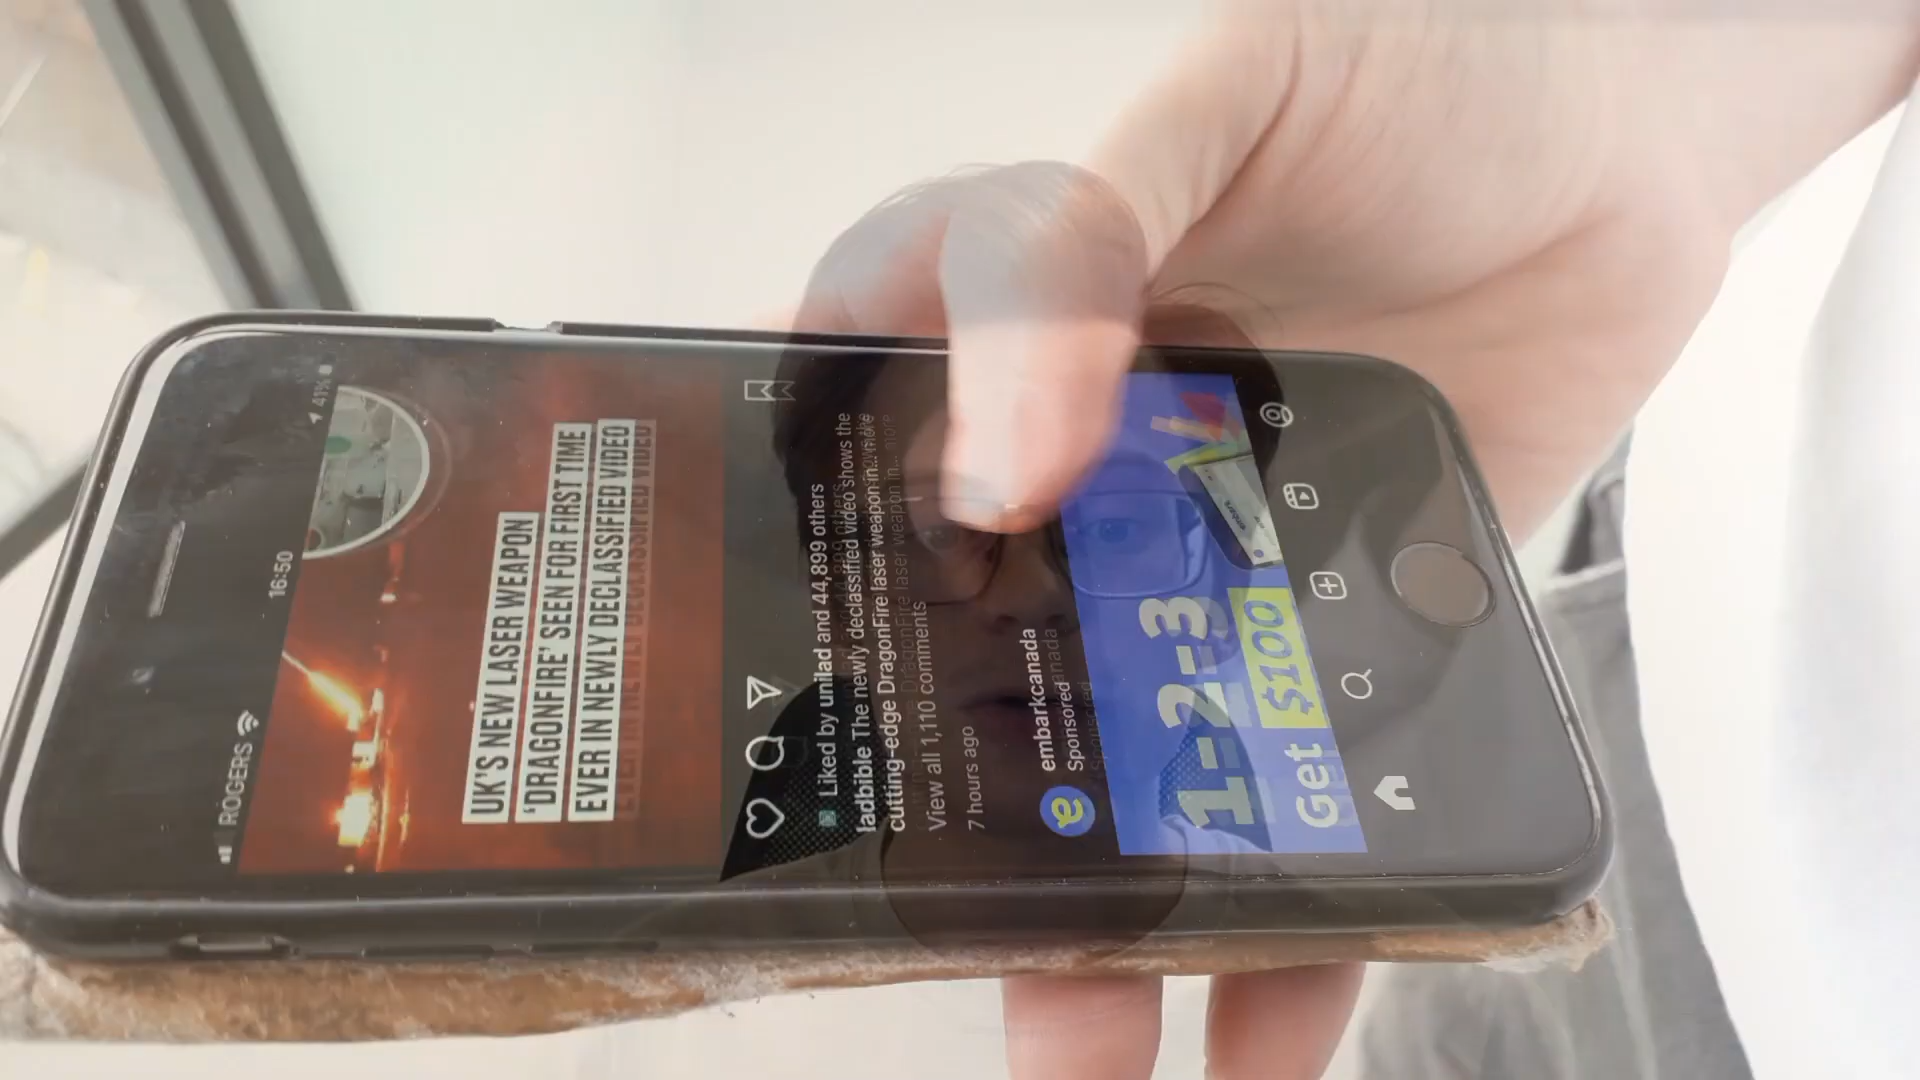 ROGERS
16:50
41%
UK'S NEW LASER WEAPON
'DRAGONFIRE' SEEN FOR FIRST TIME
EVER IN NEWLY DECLASSIFIED VIDEO
Liked by unilad and 44,899 others
ladbible The newly declassified video shows the
cutting-edge DragonFire laser weapon in... more
View all 1,110 comments
7 hours ago
embarkcanada
Sponsored
1-2-3
Get $100